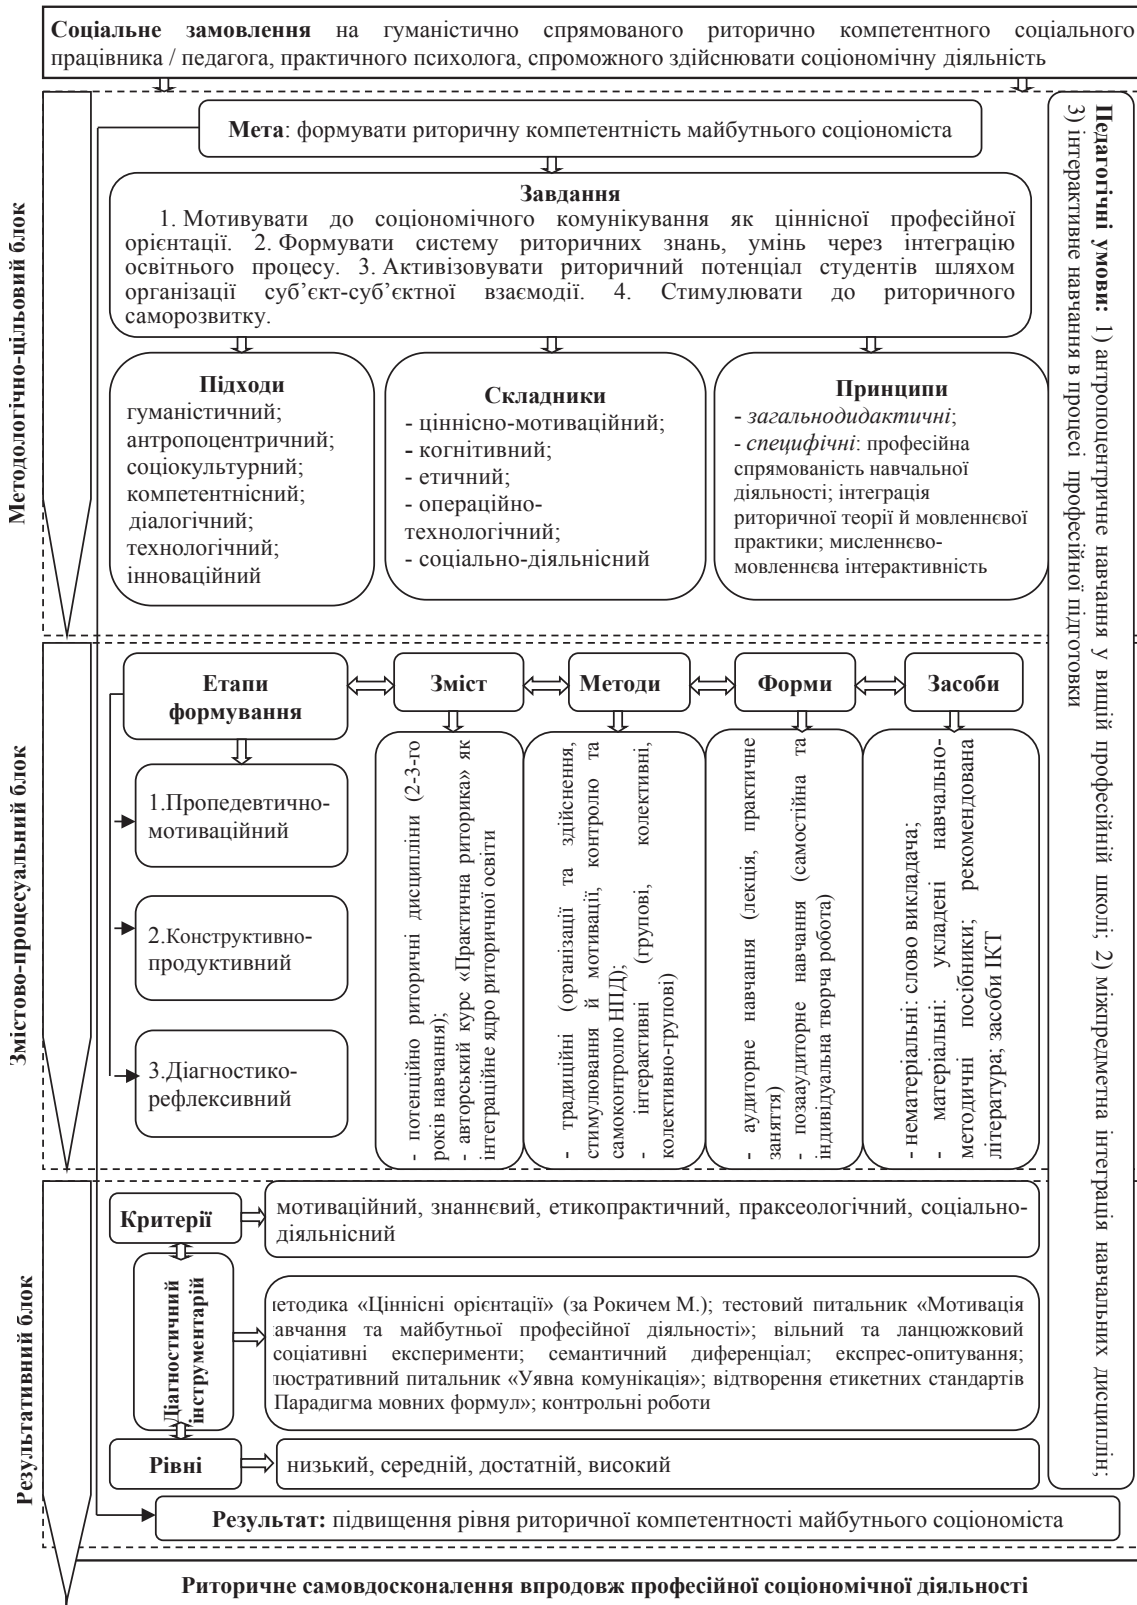 Соціальне замовлення на гуманістично спрямованого риторично компетентного соціального
працівника / педагога, практичного психолога, спроможного здійснювати соціономічну діяльність
Методологічно-цільовий блок
Мета: формувати риторичну компетентність майбутнього соціономіста
Завдання
1. Мотивувати до соціономічного комунікування як ціннісної професійної
орієнтації. 2. Формувати систему риторичних знань, умінь через інтеграцію
освітнього процесу. 3. Активізовувати риторичний потенціал студентів шляхом
організації суб’єкт-суб’єктної взаємодії. 4. Стимулювати до риторичного
саморозвитку.
Підходи
гуманістичний;
антропоцентричний;
соціокультурний;
компетентнісний;
діалогічний;
технологічний;
інноваційний
Складники
- ціннісно-мотиваційний;
- когнітивний;
- етичний;
- операційно-
технологічний;
- соціально-діяльнісний
Принципи
- загальнодидактичні;
- специфічні: професійна
спрямованість навчальної
діяльності; інтеграція
риторичної теорії й мовленнєвої
практики; мисленнєво-
мовленнєва інтерактивність
Педагогічні умови: 1) антропоцентричне навчання у вищій професійній школі; 2) міжпредметна інтеграція навчальних дисциплін;
3) інтерактивне навчання в процесі професійної підготовки
Змістово-процесуальний блок
Етапи
формування
Зміст
Методи
Форми
Засоби
1.Пропедевтично-
мотиваційний
2.Конструктивно-
продуктивний
3.Діагностико-
рефлексивний
- потенційно риторичні дисципліни (2-3-го
років навчання);
- авторський курс «Практична риторика» як
інтеграційне ядро риторичної освіти
- традиційні (організації та здійснення,
стимулювання й мотивації, контролю та
самоконтролю НПД);
- інтерактивні (групові, колективні,
колективно-групові)
- аудиторне навчання (лекція, практичне
заняття)
- позааудиторне навчання (самостійна та
індивідуальна творча робота)
- нематеріальні: слово викладача;
- матеріальні: укладені навчально-
методичні посібники; рекомендована
література; засоби ІКТ
Результативний блок
Критерії
мотиваційний, знаннєвий, етикопрактичний, праксеологічний, соціально-
діяльнісний
Діагностичний
інструментарій
етодика «Ціннісні орієнтації» (за Рокичем М.); тестовий питальник «Мотивація
авчання та майбутньої професійної діяльності»; вільний та ланцюжковий
соціативні експерименти; семантичний диференціал; експрес-опитування;
люстративний питальник «Уявна комунікація»; відтворення етикетних стандартів
Парадигма мовних формул»; контрольні роботи
Рівні
низький, середній, достатній, високий
Результат: підвищення рівня риторичної компетентності майбутнього соціономіста
Риторичне самовдосконалення впродовж професійної соціономічної діяльності